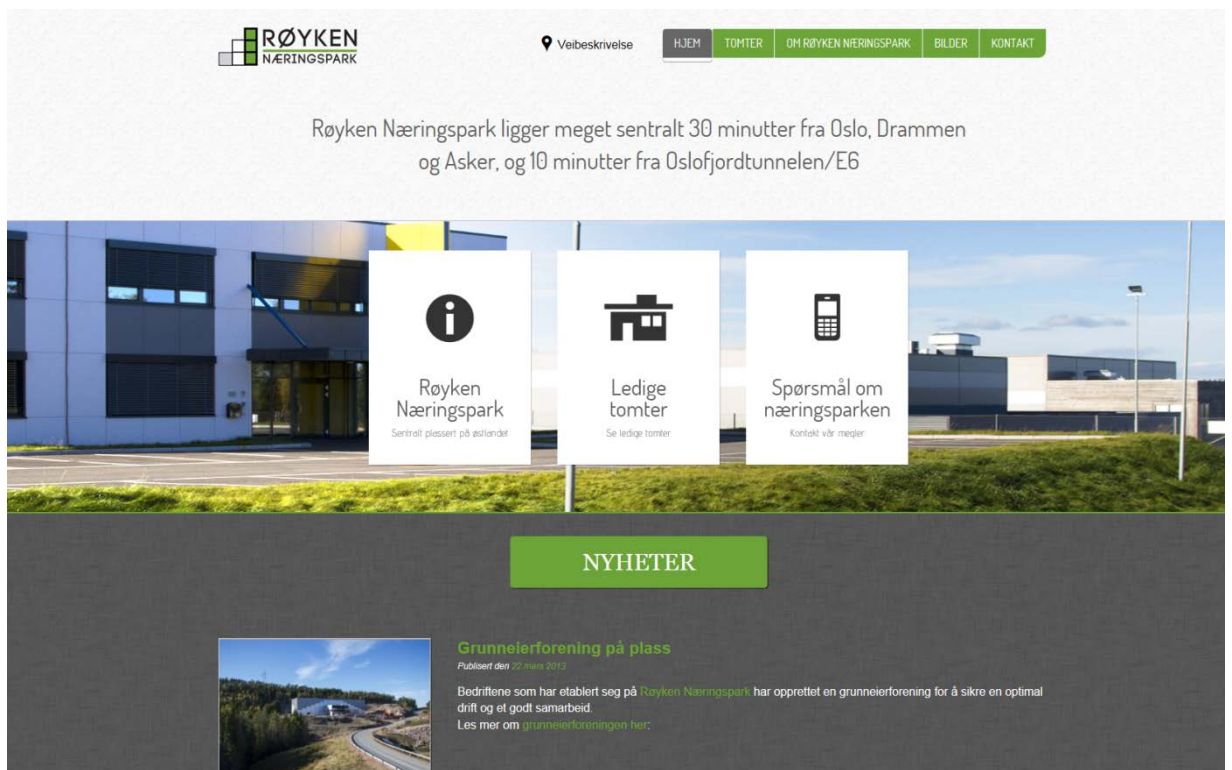 RØYKEN
NÆRINGSPARK
Veibeskrivelse
HJEM
TOMTER
OM RØYKEN NÆRINGSPARK
BILDER
KONTAKT
Røyken Næringspark ligger meget sentralt 30 minutter fra Oslo, Drammen
og Asker, og 10 minutter fra Oslofjordtunnelen/E6
Røyken
Næringspark
Sentralt plassert på østlandet
Ledige
tomter
Se ledige tomter
Spørsmål om
næringsparken
Kontakt vår megler
NYHETER
Grunneierforening på plass
Publisert den 22 mars 2013
Bedriftene som har etablert seg på Røyken Næringspark har opprettet en grunneierforening for å sikre en optimal
drift og et godt samarbeid.
Les mer om grunneierforeningen her: